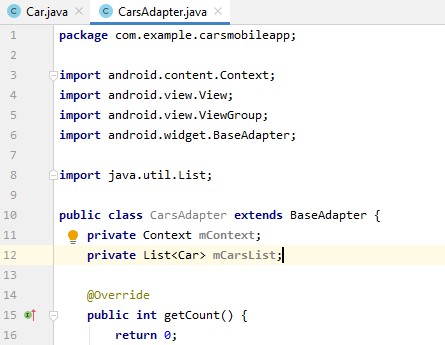 Car.java × CarsAdapter.java ×
1 package com.example.carsmobileapp;
2
3 import android.content.Context;
4 import android.view.View;
5 import android.view.ViewGroup;
6 import android.widget.BaseAdapter;
7
8 import java.util.List;
9
10 public class CarsAdapter extends BaseAdapter {
11 private Context mContext;
12 private List<Car> mCarsList;
13
14 @Override
15 public int getCount() {
16 return 0;